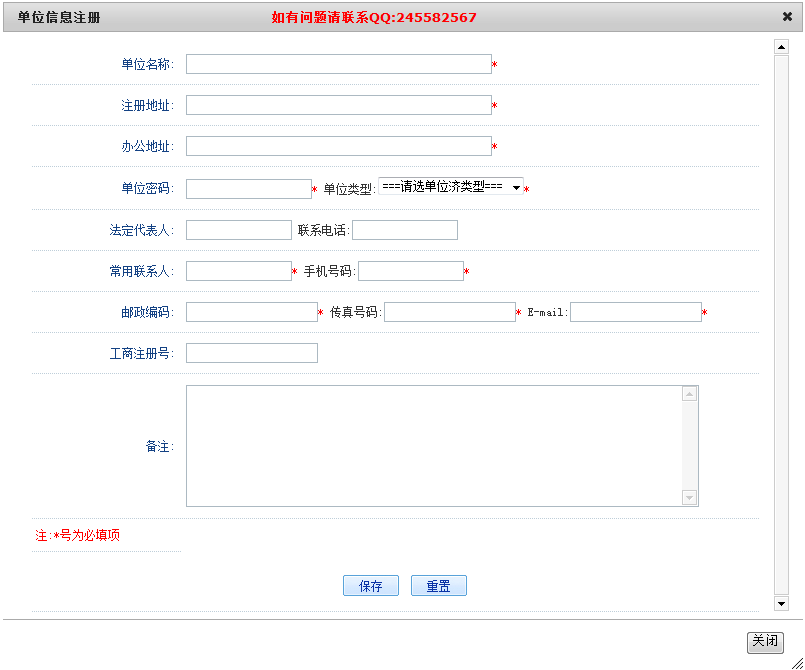 单位信息注册 如有问题请联系QQ:245582567
单位名称: *
注册地址: *
办公地址: *
单位密码: * 单位类型: ===请选单位济类型=== *
法定代表人: 联系电话:
常用联系人: * 手机号码: *
邮政编码: * 传真号码: * E-mail: *
工商注册号:
备注:
注:*号为必填项
保存 重置
关闭